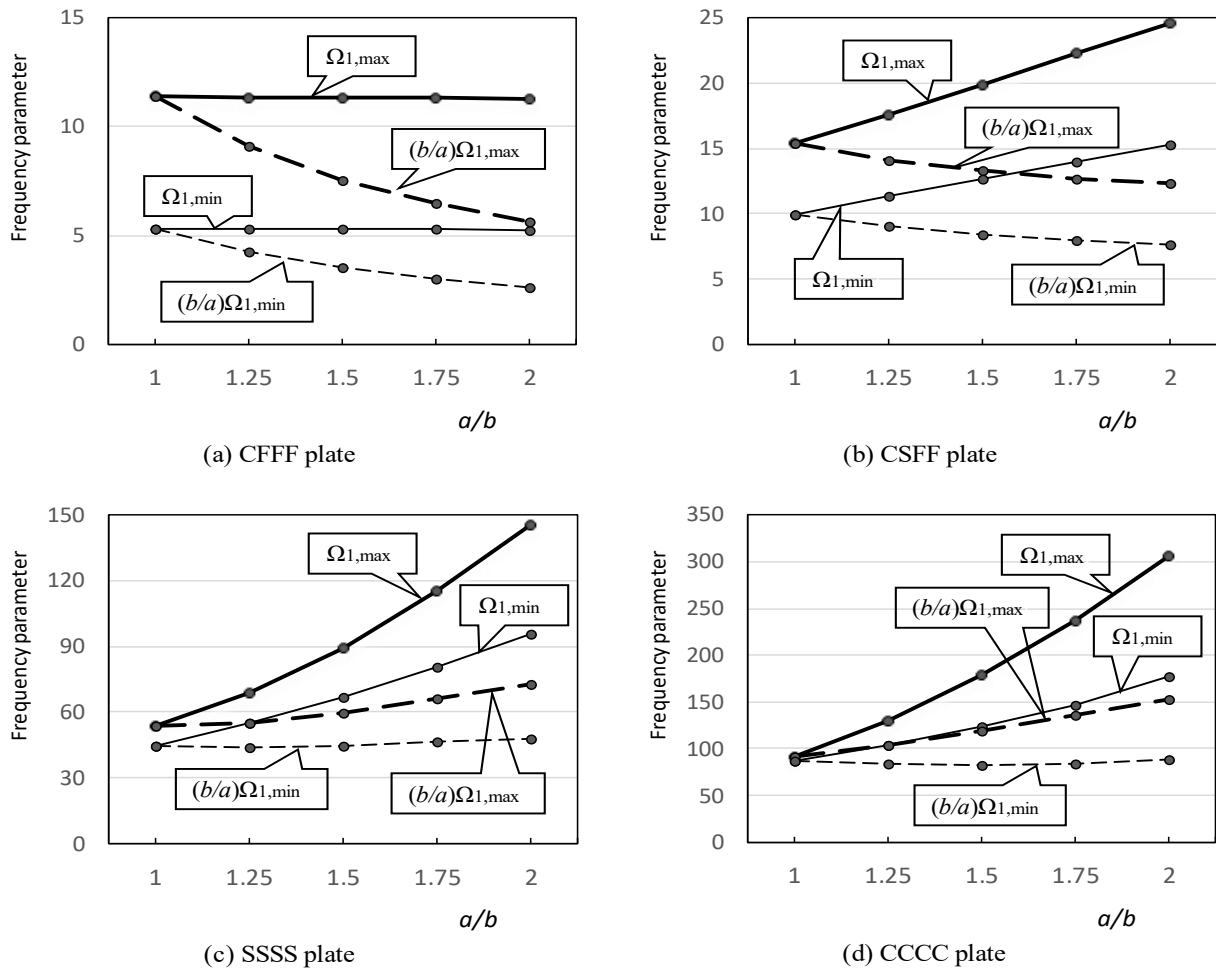 Frequency parameter
15
10
5
0
Ω1,max
(b/a)Ω1,max
Ω1,min
(b/a)Ω1,min
1 1.25 1.5 1.75 2
a/b
(a) CFFF plate
Frequency parameter
25
20
15
10
5
0
Ω1,max
(b/a)Ω1,max
Ω1,min
(b/a)Ω1,min
1 1.25 1.5 1.75 2
a/b
(b) CSFF plate
Frequency parameter
150
120
90
60
30
0
Ω1,max
Ω1,min
(b/a)Ω1,min
(b/a)Ω1,max
1 1.25 1.5 1.75 2
a/b
(c) SSSS plate
Frequency parameter
350
300
250
200
150
100
50
0
Ω1,max
(b/a)Ω1,max
Ω1,min
(b/a)Ω1,min
1 1.25 1.5 1.75 2
a/b
(d) CCCC plate